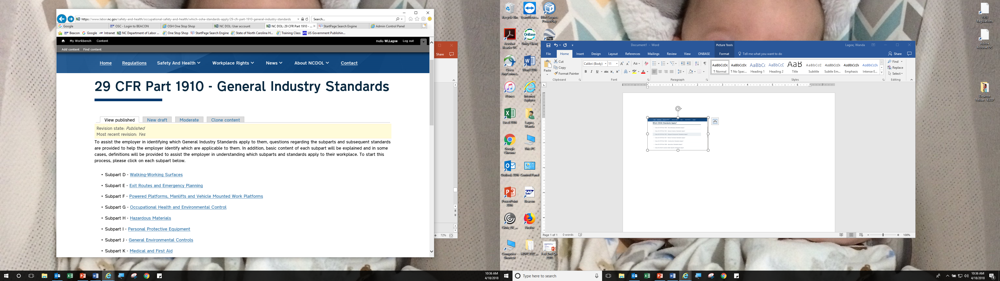 https://www.labor.nc.gov/safety-and-health/occupational-safety-and-health/which-osha-standards-apply/29-cfr-part-1910-general-industry-standards
Search...
Google
OSC - Login to BEACON
OSH One Stop Shop
NC DOL: User account
NC DOL: 29 CFR Part 1910 - ...
StartPage Search Engine
Admin Control Panel
Beacon
Google
Intranet
NC Department of Labor ...
One Stop Shop
StartPage Search Engine
State of North Carolina H...
Training Class
US Government Publishin...
My Workbench Content
Hello WLLagoe Log out
Add content Find content
Home Regulations Safety And Health Workplace Rights News About NCDOL Contact
29 CFR Part 1910 - General Industry Standards
View published New draft Moderate Clone content
Revision state: Published
Most recent revision: Yes
To assist the employer in identifying which General Industry Standards apply to them, questions regarding the subparts and subsequent standards
are provided to help the employer identify which are applicable to them. In addition, basic content of each subpart will be explained and in some
cases, definitions will be provided to assist the employer in understanding which subparts and standards apply to their workplace. To start this
process, please click on each subpart below.
• Subpart D - Walking-Working Surfaces
• Subpart E - Exit Routes and Emergency Planning
• Subpart F - Powered Platforms, Manlifts and Vehicle Mounted Work Platforms
• Subpart G - Occupational Health and Environmental Control
• Subpart H - Hazardous Materials
• Subpart I - Personal Protective Equipment
• Subpart J - General Environmental Controls
• Subpart K - Medical and First Aid
Share
72%
10:36 AM
4/18/2018
Recycle Bin
TeamViewe...
IBM Cognos
PowerPlay
Acrobat
Reader DC
OnBase
Unity Client
Pro
Cisco
AnyConne...
Word 2016
iTunes
Internet
Explorer
Excel 2016
Lagoe,
Wanda
Google
Chrome
This PC
Outlook 2016
Control Panel
PowerPoint
2016
SAP
Beacon
Citrix_OE_...
Firefox
Computer -
Shortcut
HDPCTU2_...
Fed 2nd Qtr
2018
Document1 - Word
Picture Tools
Lagoe, Wanda
File Home Insert Design Layout References Mailings Review View ONBASE Format Tell me what you want to do
Share
Paste
Cut
Copy
Format Painter
Clipboard
Calibri (Body) 11
Font
Paragraph
AaBbCcDc AaBbCcDc AaBbCc AaBbCcD AaB AaBbCcD AaBbCcDc AaBbCcDc AaBbCcDc
¶ Normal ¶ No Spac... Heading 1 Heading 2 Title Subtitle Subtle Em... Emphasis Intense E...
Styles
Find
Replace
Select
Editing
Which OSHA Standards Apply?
Page 1 of 1 0 words
100%
1910
Regulations
Adobe
Acrobat DC
Desktop
Folder - KEEP
Type here to search
10:36 AM
4/18/2018